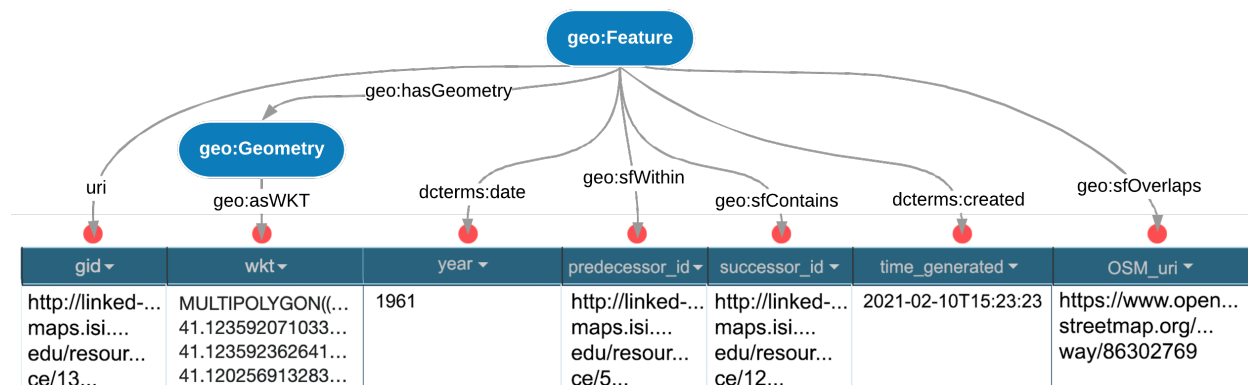 geo:Feature
geo:hasGeometry
geo:Geometry
uri
geo:asWKT
dcterms:date
geo:sfWithin
geo:sfContains
dcterms:created
geo:sfOverlaps
gid
wkt
year
predecessor_id
successor_id
time_generated
OSM_uri
http://linked-...
maps.isi....
edu/resour...
ce/13...
MULTIPOLYGON((...
41.123592071033...
41.123592362641...
41.120256913283...
1961
http://linked-...
maps.isi....
edu/resour...
ce/5...
http://linked-...
maps.isi....
edu/resour...
ce/12...
2021-02-10T15:23:23
https://www.open...
streetmap.org/...
way/86302769